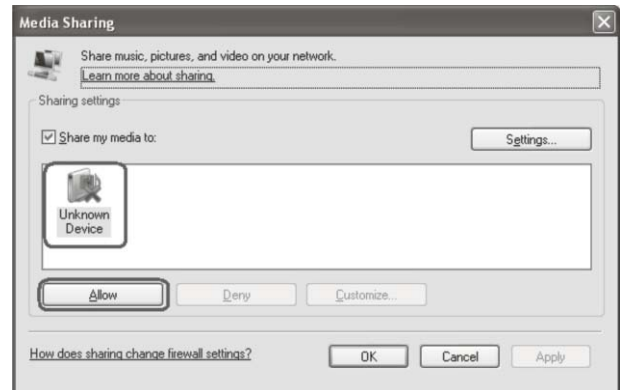 Media Sharing
Share music, pictures, and video on your network.
Learn more about sharing.
Sharing settings
Share my media to:
Settings...
Unknown
Device
Allow
Deny
Customize...
How does sharing change firewall settings?
OK
Cancel
Apply